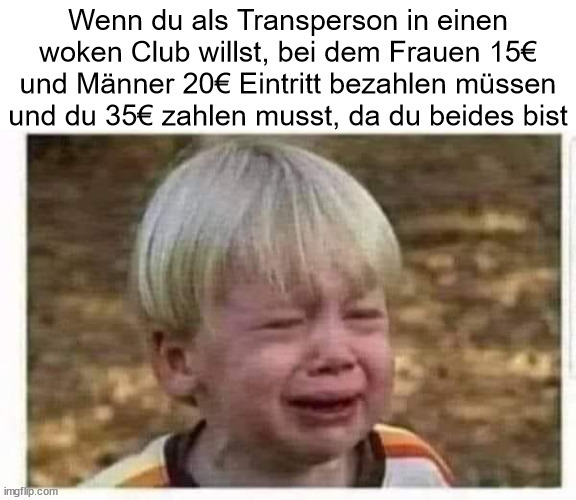 Wenn du als Transperson in einen
woken Club willst, bei dem Frauen 15€
und Männer 20€ Eintritt bezahlen müssen
und du 35€ zahlen musst, da du beides bist
imgflip.com